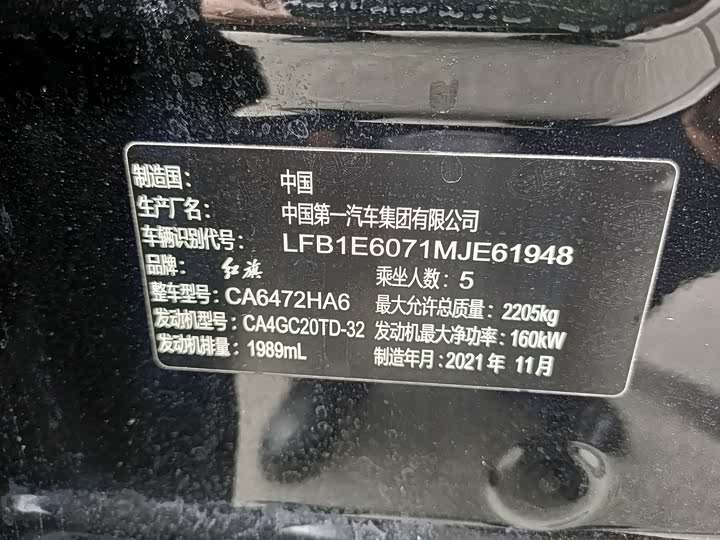 制造国： 中国
生产厂名： 中国第一汽车集团有限公司
车辆识别代号： LFB1E6071MJE61948
品牌： 红旗 乘坐人数：5
整车型号：CA6472HA6 最大允许总质量：2205kg
发动机型号：CA4GC20TD-32 发动机最大净功率：160kW
发动机排量：1989mL 制造年月：2021年 11月